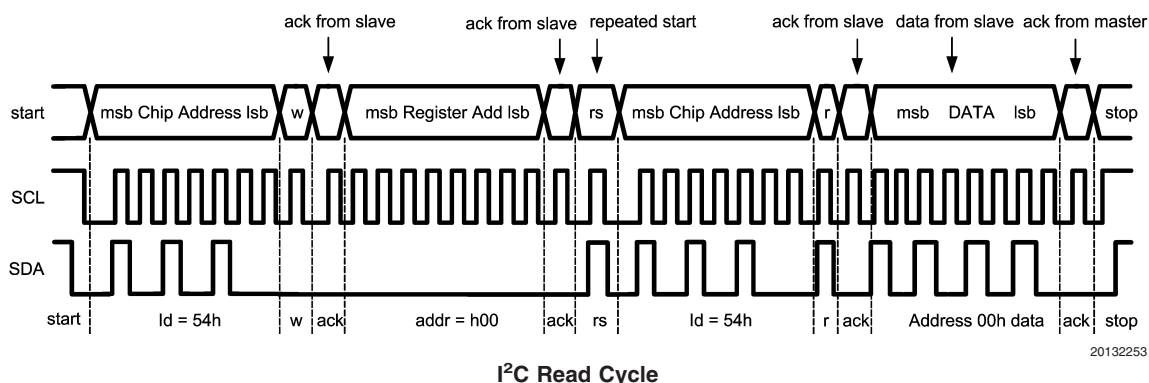 ack from slave ack from slave repeated start ack from slave data from slave ack from master
start msb Chip Address lsb w msb Register Add lsb rs msb Chip Address lsb r msb DATA lsb stop
SCL
SDA
start Id = 54h w ack addr = h00 ack rs Id = 54h r ack Address 00h data ack stop
20132253
I²C Read Cycle